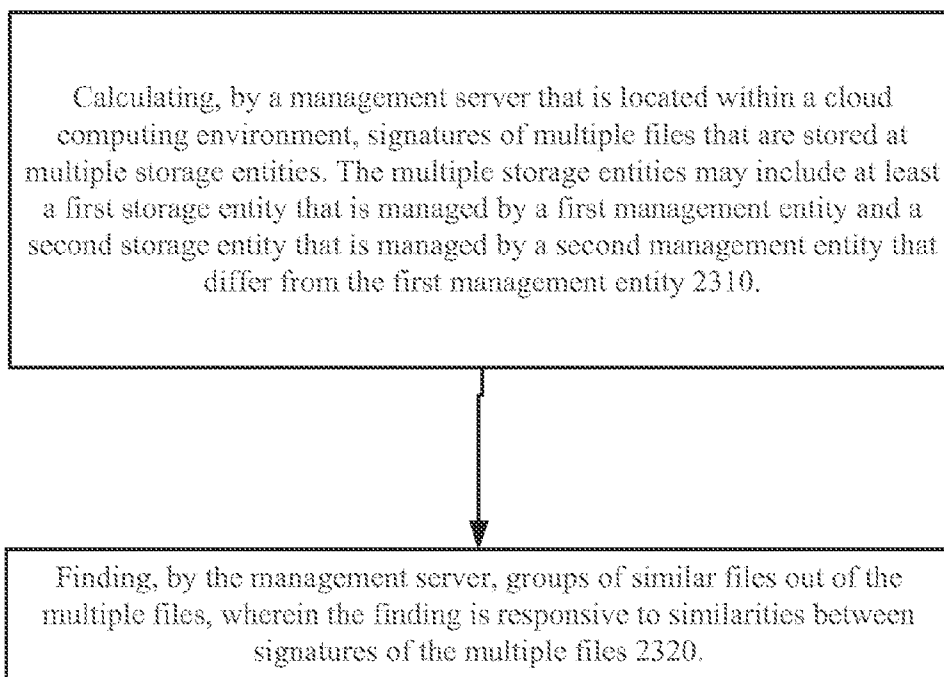 Calculating, by a management server that is located within a cloud
computing environment, signatures of multiple files that are stored at
multiple storage entities. The multiple storage entities may include at least
a first storage entity that is managed by a first management entity and a
second storage entity that is managed by a second management entity that
differ from the first management entity 2310.
Finding, by the management server, groups of similar files out of the
multiple files, wherein the finding is responsive to similarities between
signatures of the multiple files 2320.